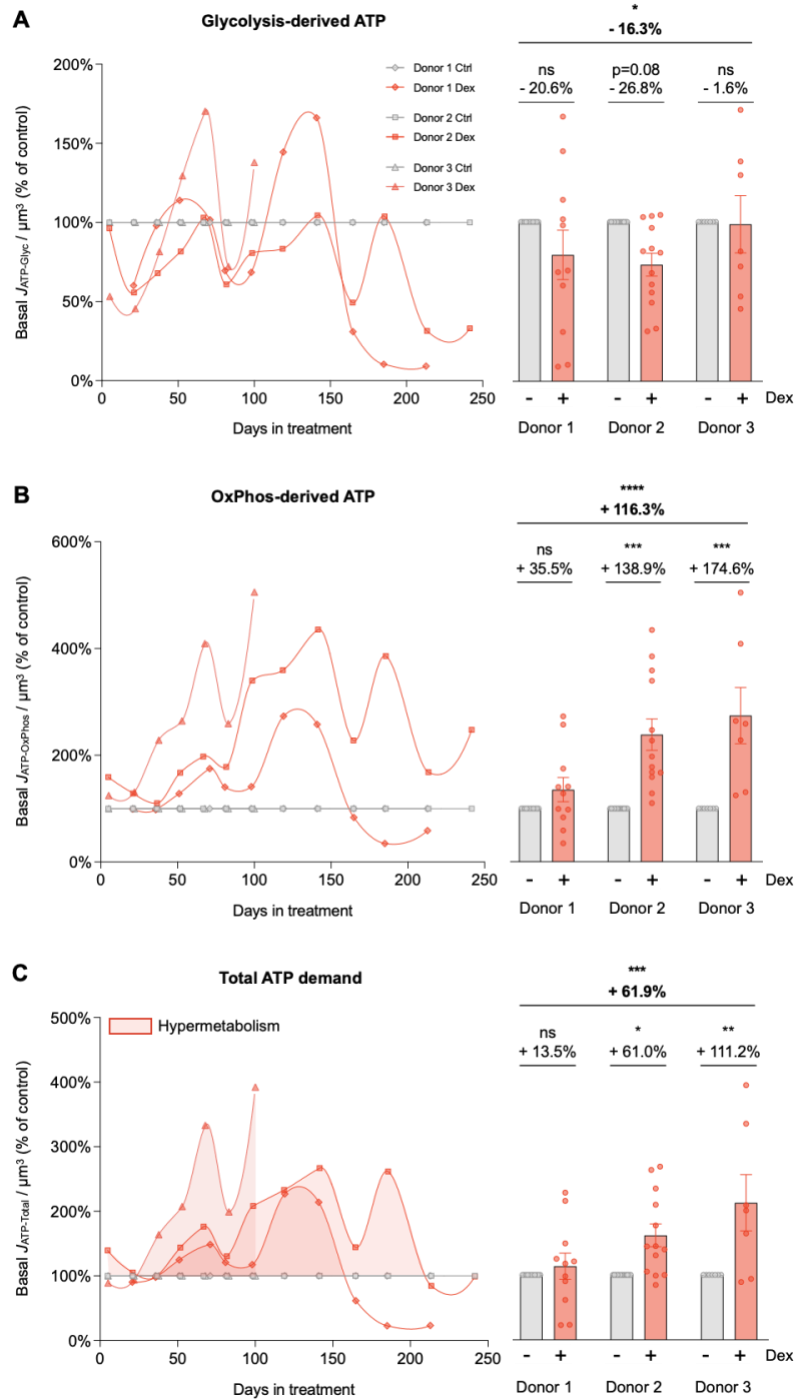 A
Glycolysis-derived ATP
Basal JATP-Glyc / µm³ (% of control)
200%
150%
100%
50%
0%
0 50 100 150 200 250
Days in treatment
Donor 1 Ctrl
Donor 1 Dex
Donor 2 Ctrl
Donor 2 Dex
Donor 3 Ctrl
Donor 3 Dex
*
- 16.3%
ns p=0.08 ns
- 20.6% - 26.8% - 1.6%
- + - + - + Dex
Donor 1 Donor 2 Donor 3
B
OxPhos-derived ATP
Basal JATP-OxPhos / µm³ (% of control)
600%
400%
200%
0%
0 50 100 150 200 250
Days in treatment
****
+ 116.3%
ns *** ***
+ 35.5% + 138.9% + 174.6%
- + - + - + Dex
Donor 1 Donor 2 Donor 3
C
Total ATP demand
Basal JATP-Total / µm³ (% of control)
500%
400%
300%
200%
100%
0%
0 50 100 150 200 250
Days in treatment
Hypermetabolism
***
+ 61.9%
ns * **
+ 13.5% + 61.0% + 111.2%
- + - + - + Dex
Donor 1 Donor 2 Donor 3